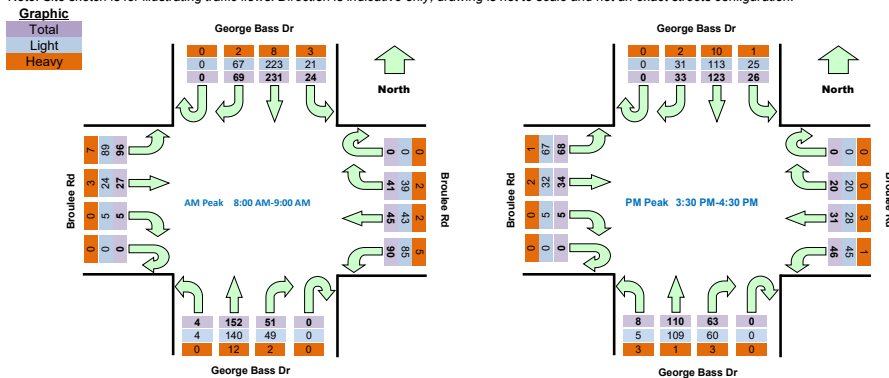 Graphic
Total
Light
Heavy
George Bass Dr
0 2 8 3
0 67 223 21
0 69 231 24
North
Broulee Rd
7 89 96
3 24 27
0 5 5
0 0 0
AM Peak 8:00 AM-9:00 AM
0 0 0
41 39 2
45 43 2
90 85 5
Broulee Rd
4 152 51 0
4 140 49 0
0 12 2 0
George Bass Dr
George Bass Dr
0 2 10 1
0 31 113 25
0 33 123 26
North
Broulee Rd
1 67 68
2 32 34
0 5 5
0 0 0
PM Peak 3:30 PM-4:30 PM
0 0 0
20 20 0
31 28 3
46 45 1
Broulee Rd
8 110 63 0
5 109 60 0
3 1 3 0
George Bass Dr